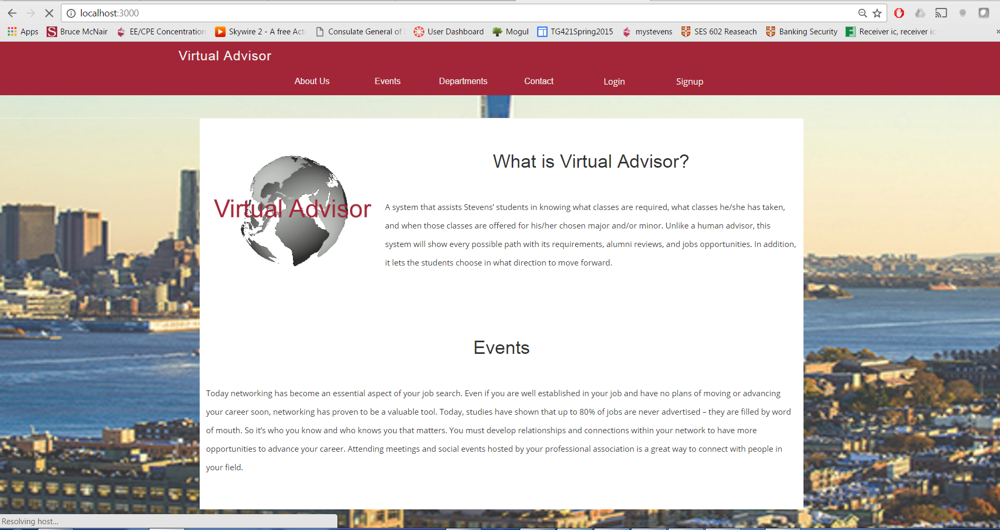 localhost:3000
Apps Bruce McNair EE/CPE Concentration Skywire 2 - A free Acti Consulate General of User Dashboard Mogul TG421Spring2015 mystevens SES 602 Reaseach Banking Security Receiver ic, receiver ic »
Virtual Advisor
About Us Events Departments Contact Login Signup
What is Virtual Advisor?
Virtual Advisor
A system that assists Stevens’ students in knowing what classes are required, what classes he/she has taken,
and when those classes are offered for his/her chosen major and/or minor. Unlike a human advisor, this
system will show every possible path with its requirements, alumni reviews, and jobs opportunities. In addition,
it lets the students choose in what direction to move forward.
Events
Today networking has become an essential aspect of your job search. Even if you are well established in your job and have no plans of moving or advancing
your career soon, networking has proven to be a valuable tool. Today, studies have shown that up to 80% of jobs are never advertised – they are filled by word
of mouth. So it’s who you know and who knows you that matters. You must develop relationships and connections within your network to have more
opportunities to advance your career. Attending meetings and social events hosted by your professional association is a great way to connect with people in
your field.
Resolving host...